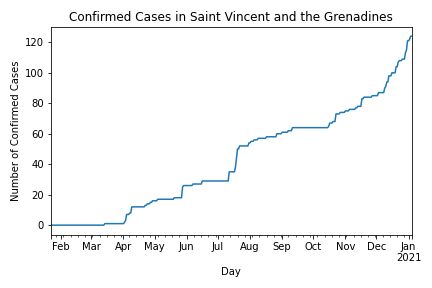 Confirmed Cases in Saint Vincent and the Grenadines
Number of Confirmed Cases
120
100
80
60
40
20
0
Feb Mar Apr May Jun Jul Aug Sep Oct Nov Dec Jan
2021
Day